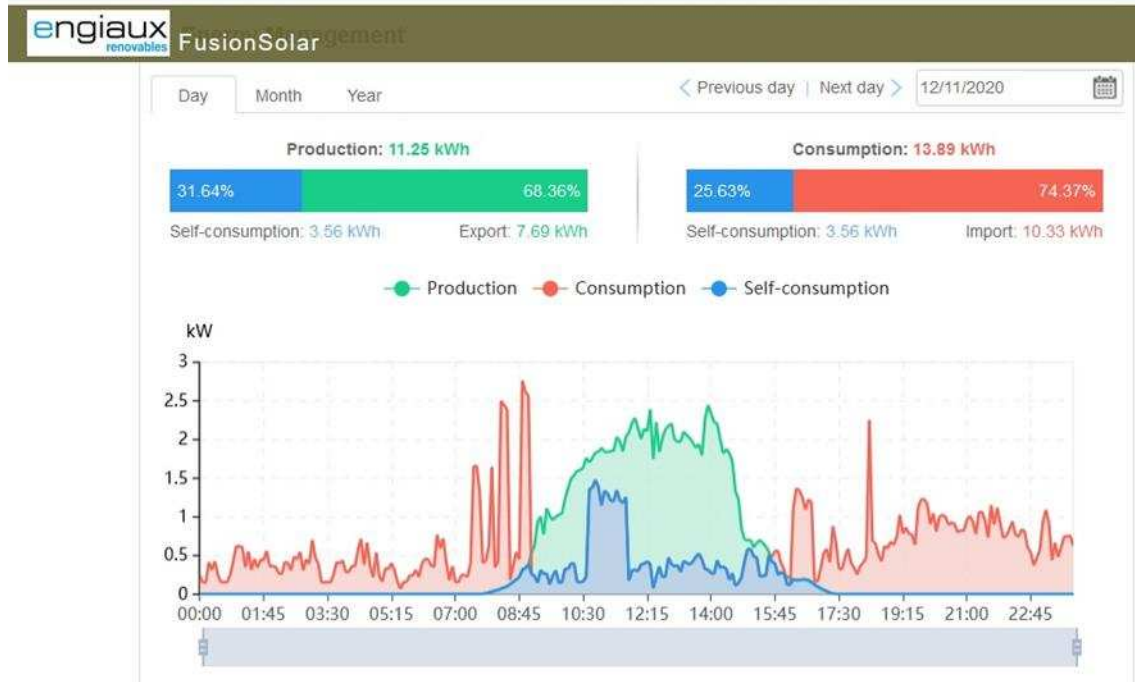 engiaux
renovables
FusionSolar
Energy Management
Day Month Year
< Previous day | Next day > 12/11/2020
Production: 11.25 kWh
31.64% 68.36%
Self-consumption: 3.56 kWh Export: 7.69 kWh
Consumption: 13.89 kWh
25.63% 74.37%
Self-consumption: 3.56 kWh Import: 10.33 kWh
Production Consumption Self-consumption
kW
3
2.5
2
1.5
1
0.5
0
00:00 01:45 03:30 05:15 07:00 08:45 10:30 12:15 14:00 15:45 17:30 19:15 21:00 22:45